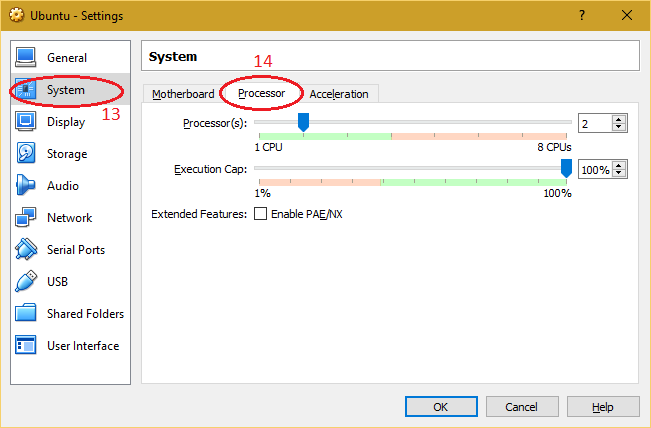 Ubuntu - Settings
?
General
System
13
Display
Storage
Audio
Network
Serial Ports
USB
Shared Folders
User Interface
System
14
Motherboard Processor Acceleration
Processor(s): 2
1 CPU 8 CPUs
Execution Cap: 100%
1% 100%
Extended Features: Enable PAE/NX
OK Cancel Help